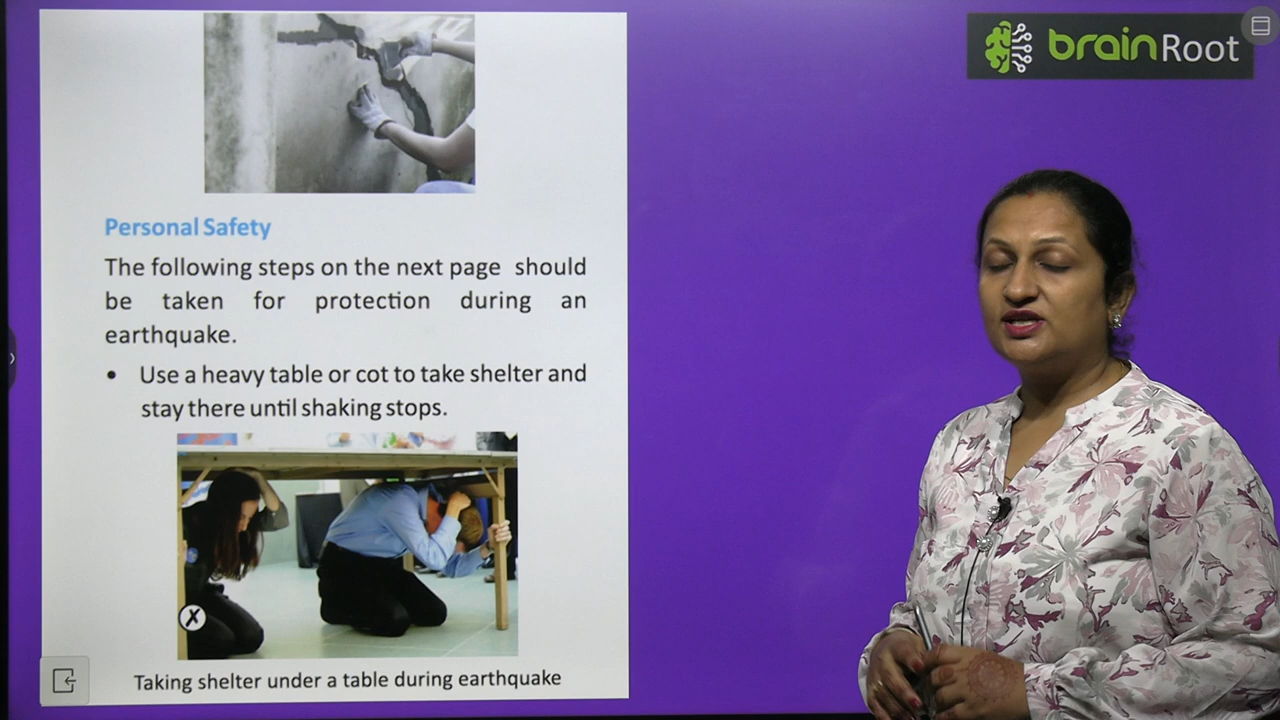 brainRoot
Personal Safety
The following steps on the next page should
be taken for protection during an
earthquake.
• Use a heavy table or cot to take shelter and
stay there until shaking stops.
X
Taking shelter under a table during earthquake